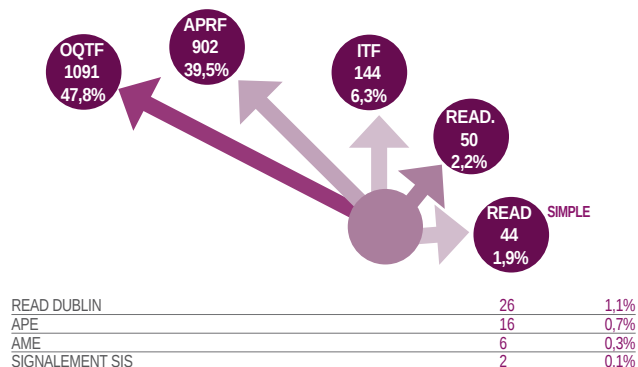 OQTF
1091
47,8%
APRF
902
39,5%
ITF
144
6,3%
READ.
50
2,2%
READ SIMPLE
44
1,9%
READ DUBLIN 26 1,1%
APE 16 0,7%
AME 6 0,3%
SIGNALEMENT SIS 2 0.1%